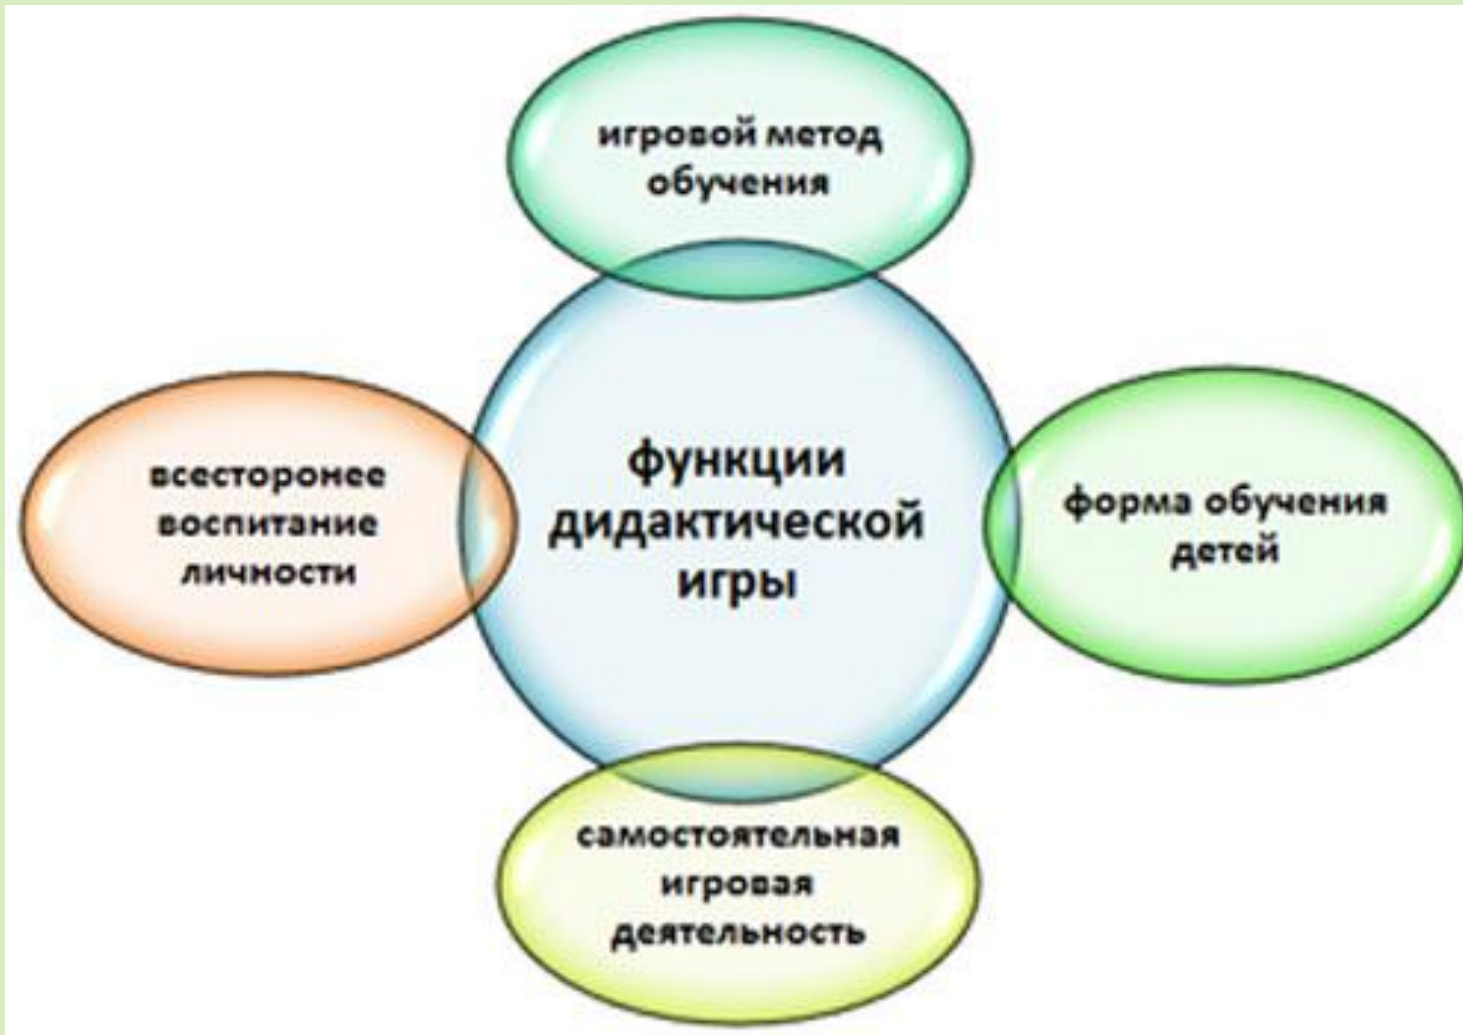 игровой метод
обучения
всесторонее
воспитание
личности
функции
дидактической
игры
форма обучения
детей
самостоятельная
игровая
деятельность